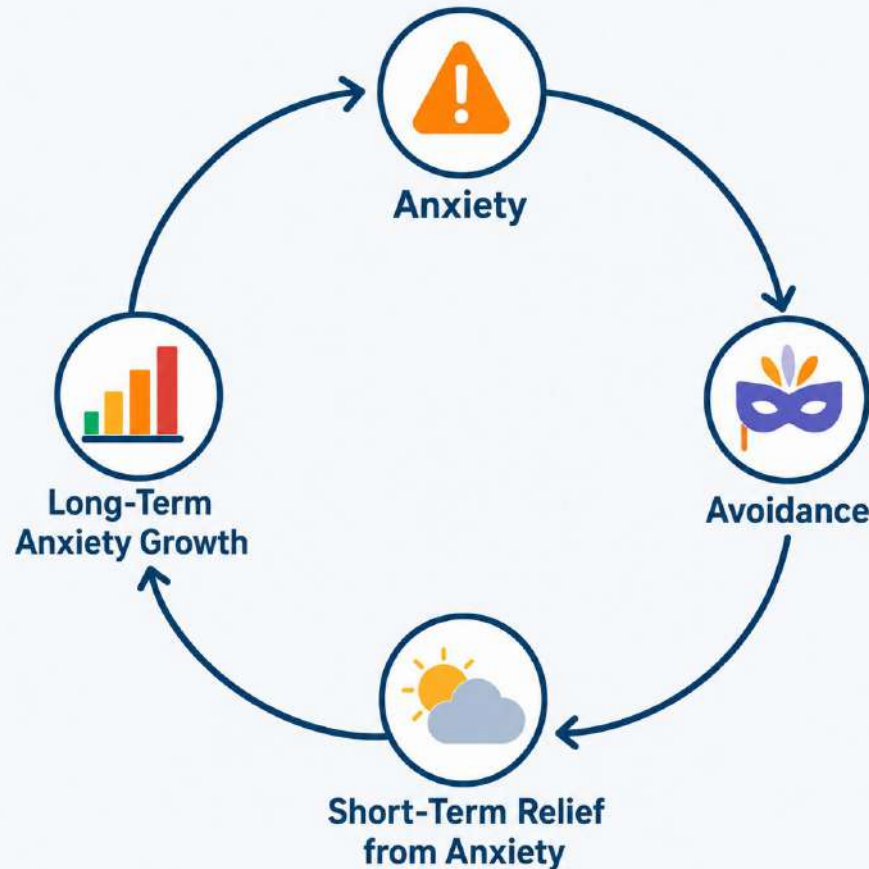 Anxiety
Avoidance
Short-Term Relief
from Anxiety
Long-Term
Anxiety Growth